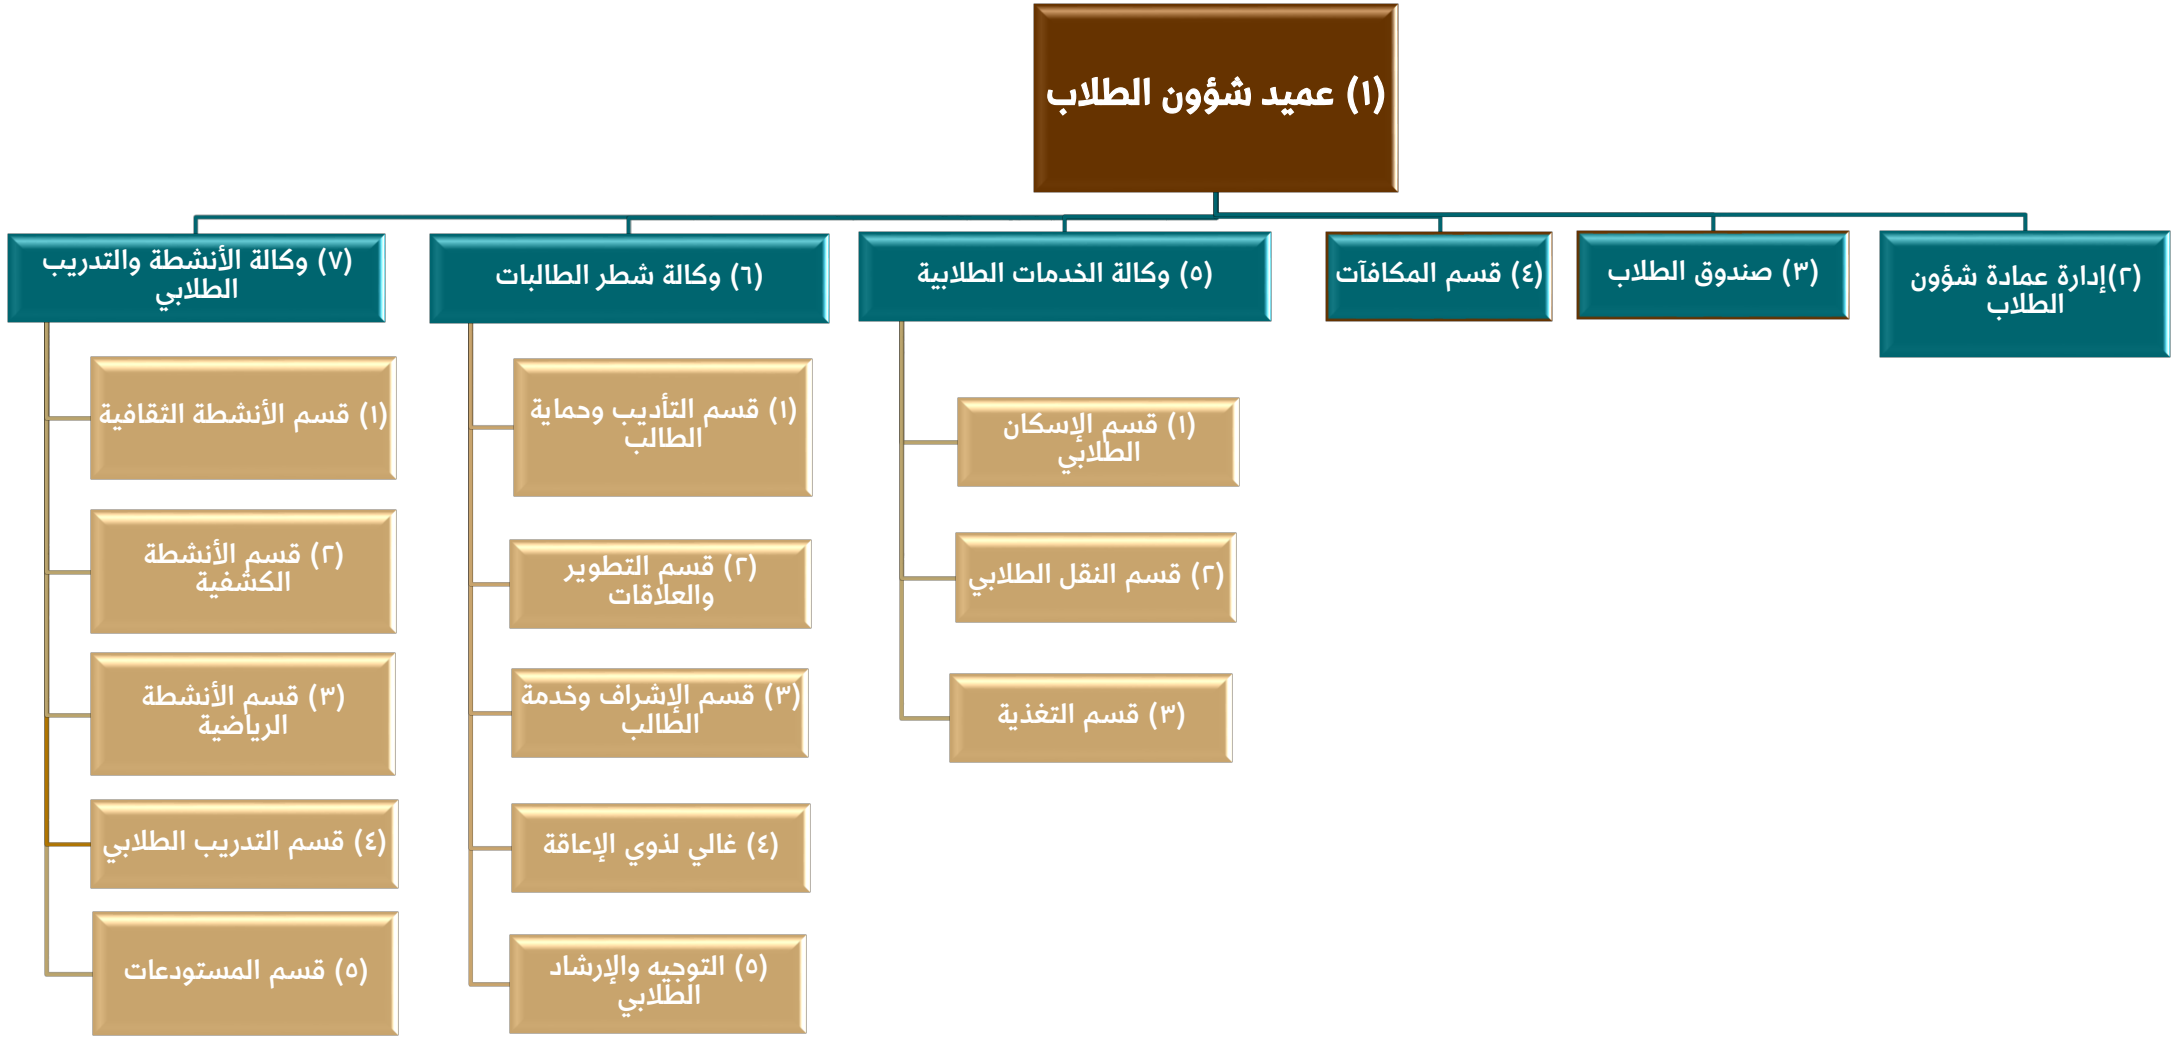 (١) عميد شؤون الطلاب
(٢)إدارة عمادة شؤون
الطلاب
(٣) صندوق الطلاب
(٤) قسم المكافآت
(٥) وكالة الخدمات الطلابية
(١) قسم الإسكان
الطلابي
(٢) قسم النقل الطلابي
(٣) قسم التغذية
(٦) وكالة شطر الطالبات
(١) قسم التأديب وحماية
الطالب
(٢) قسم التطوير
والعلاقات
(٣) قسم الإشراف وخدمة
الطالب
(٤) غالي لذوي الإعاقة
(٥) التوجيه والإرشاد
الطلابي
(٧) وكالة الأنشطة والتدريب
الطلابي
(١) قسم الأنشطة الثقافية
(٢) قسم الأنشطة
الكشفية
(٣) قسم الأنشطة
الرياضية
(٤) قسم التدريب الطلابي
(٥) قسم المستودعات